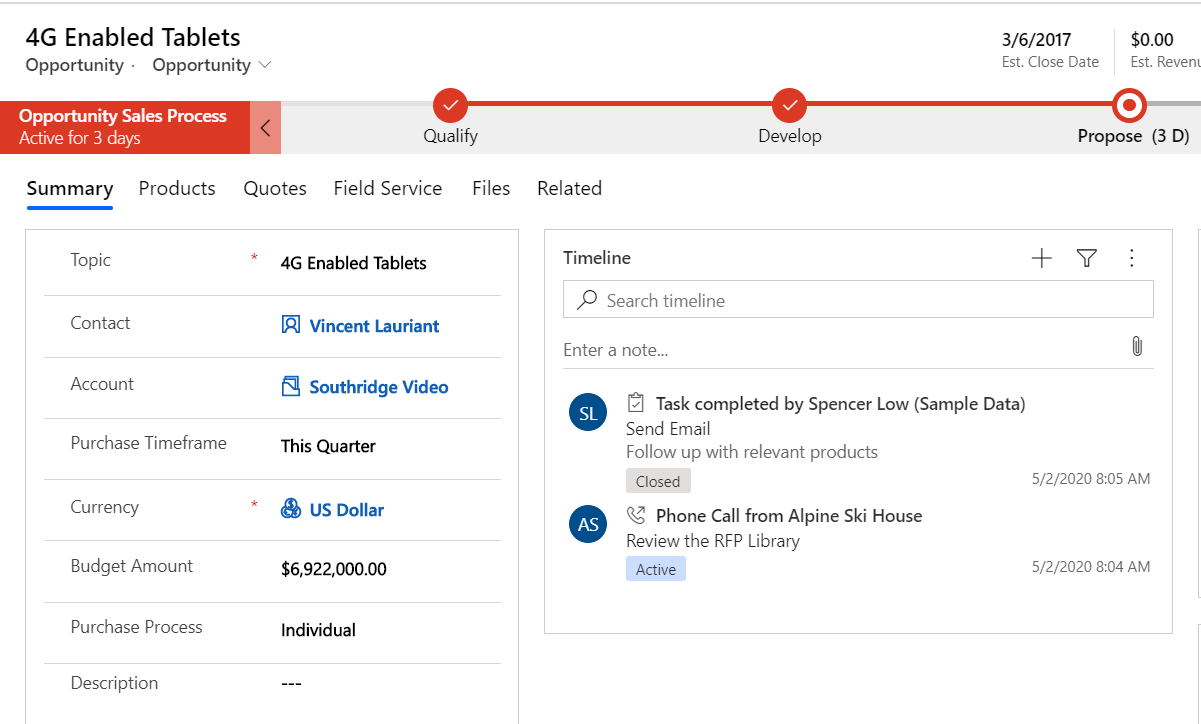 4G Enabled Tablets
Opportunity · Opportunity
3/6/2017
Est. Close Date
$0.00
Est. Revenu
Opportunity Sales Process
Active for 3 days
Qualify
Develop
Propose (3 D)
Summary Products Quotes Field Service Files Related
Topic * 4G Enabled Tablets
Contact Vincent Lauriant
Account Southridge Video
Purchase Timeframe This Quarter
Currency * US Dollar
Budget Amount $6,922,000.00
Purchase Process Individual
Description ---
Timeline
Search timeline
Enter a note...
SL Task completed by Spencer Low (Sample Data)
Send Email
Follow up with relevant products
Closed 5/2/2020 8:05 AM
AS Phone Call from Alpine Ski House
Review the RFP Library
Active 5/2/2020 8:04 AM